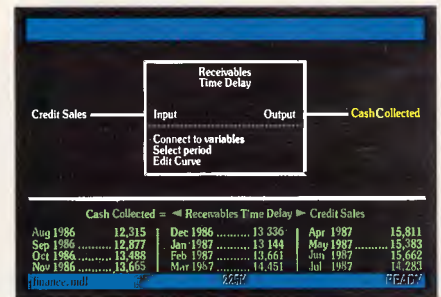 Receivables
Time Delay
Credit Sales Input Output Cash Collected
Connect to variables
Select period
Edit Curve
Cash Collected = ◄ Receivables Time Delay ► Credit Sales
Aug 1986 12,315 Dec 1986 ......... 13 336 Apr 1987 15,811
Sep 1986 ......... 12,877 Jan 1987 ......... 13 144 May 1987 ......... 15,383
Oct 1986 ......... 13,488 Feb 1987 ......... 13,661 Jun 1987 15,662
Nov 1986 ......... 13,665 Mar 1987 ......... 14,451 Jul 1987 14,283
finance.mdl 225K READY